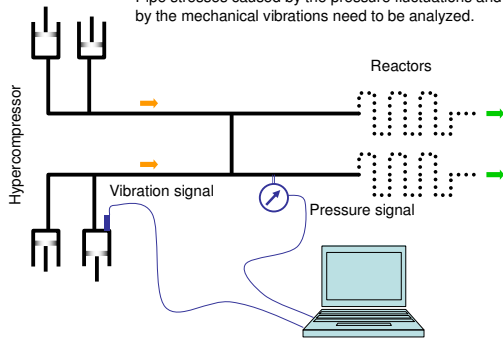 Pipe stresses caused by the pressure fluctuations and
by the mechanical vibrations need to be analyzed.
Reactors
Hypercompressor
Vibration signal
Pressure signal